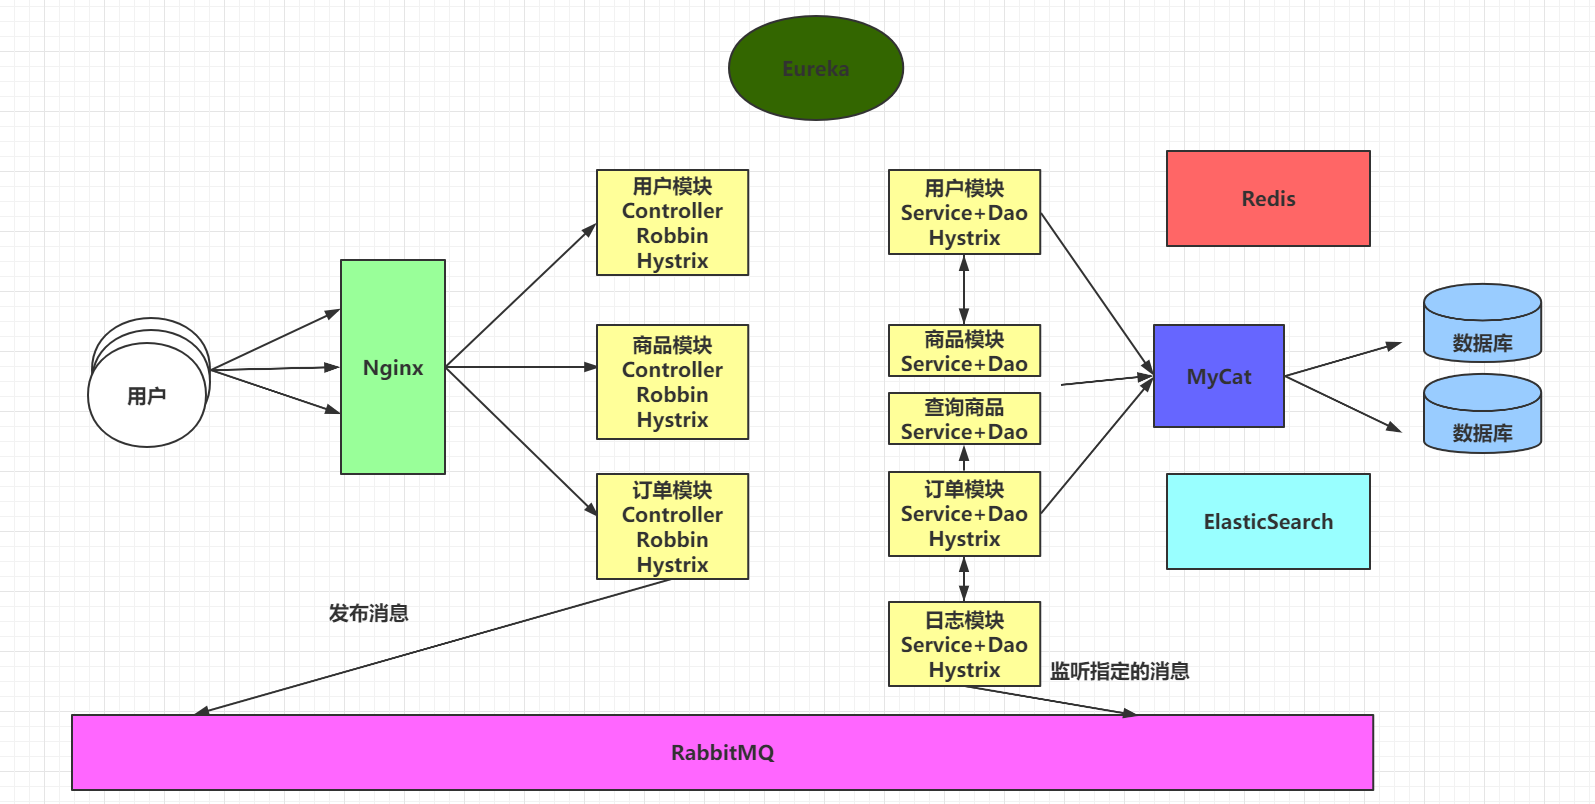 Eureka
用户
Nginx
用户模块
Controller
Robbin
Hystrix
商品模块
Controller
Robbin
Hystrix
订单模块
Controller
Robbin
Hystrix
用户模块
Service+Dao
Hystrix
商品模块
Service+Dao
查询商品
Service+Dao
订单模块
Service+Dao
Hystrix
日志模块
Service+Dao
Hystrix
Redis
MyCat
数据库
数据库
ElasticSearch
发布消息
监听指定的消息
RabbitMQ